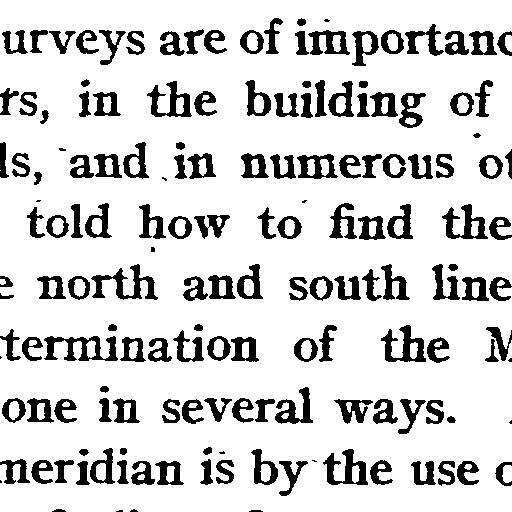 urveys are of importanc
rs, in the building of
ls, and in numerous ot
told how to find the
e north and south line
termination of the M
one in several ways.
meridian is by the use o